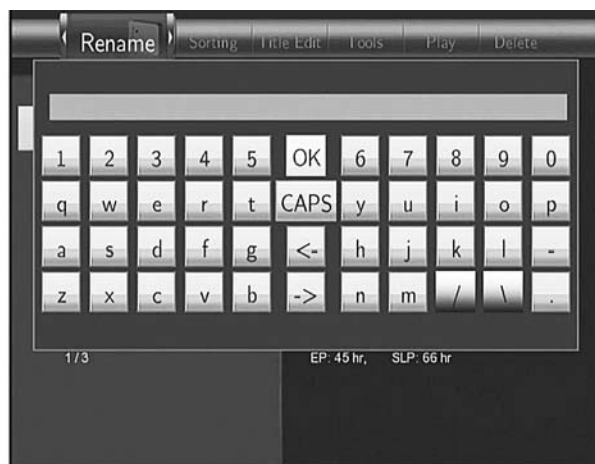 Rename Sorting Title Edit Tools Play Delete
1 2 3 4 5 OK 6 7 8 9 0
q w e r t CAPS y u i o p
a s d f g <- h j k l -
z x c v b -> n m / \ .
1/3 EP: 45 hr, SLP: 66 hr